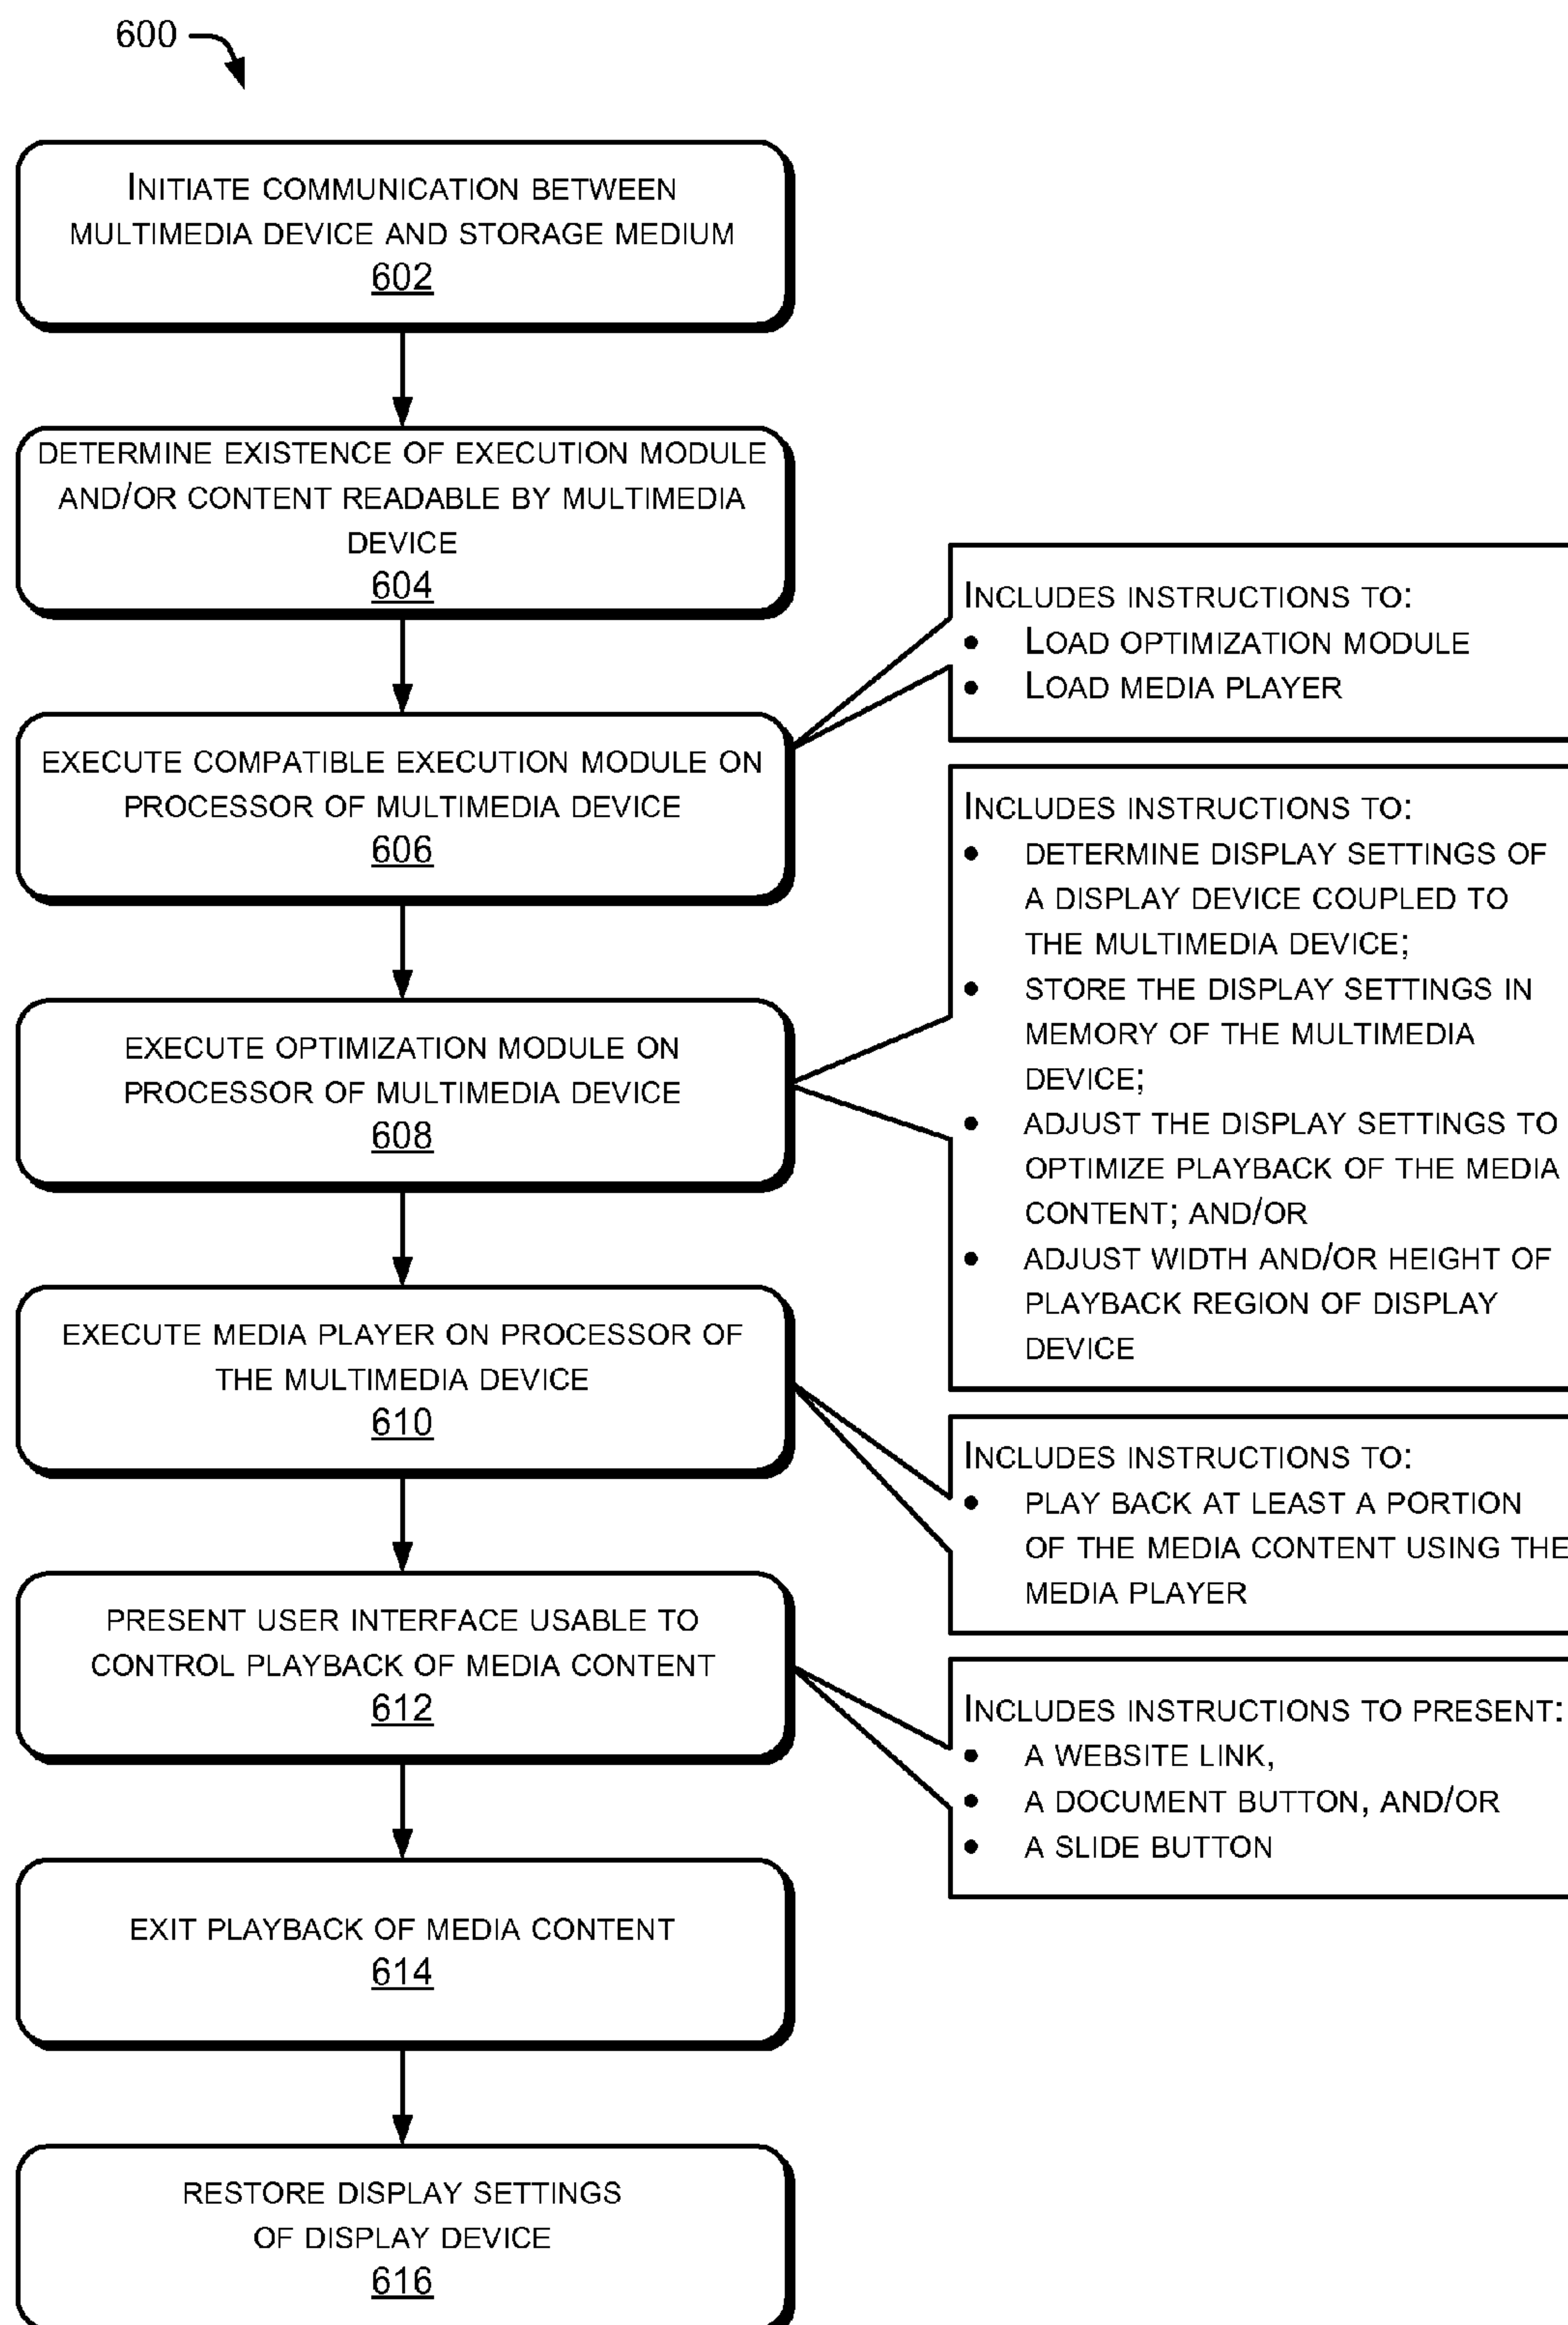 600
INITIATE COMMUNICATION BETWEEN
MULTIMEDIA DEVICE AND STORAGE MEDIUM
602
DETERMINE EXISTENCE OF EXECUTION MODULE
AND/OR CONTENT READABLE BY MULTIMEDIA
DEVICE
604
EXECUTE COMPATIBLE EXECUTION MODULE ON
PROCESSOR OF MULTIMEDIA DEVICE
606
INCLUDES INSTRUCTIONS TO:
• LOAD OPTIMIZATION MODULE
• LOAD MEDIA PLAYER
EXECUTE OPTIMIZATION MODULE ON
PROCESSOR OF MULTIMEDIA DEVICE
608
INCLUDES INSTRUCTIONS TO:
• DETERMINE DISPLAY SETTINGS OF
A DISPLAY DEVICE COUPLED TO
THE MULTIMEDIA DEVICE;
• STORE THE DISPLAY SETTINGS IN
MEMORY OF THE MULTIMEDIA
DEVICE;
• ADJUST THE DISPLAY SETTINGS TO
OPTIMIZE PLAYBACK OF THE MEDIA
CONTENT; AND/OR
• ADJUST WIDTH AND/OR HEIGHT OF
PLAYBACK REGION OF DISPLAY
DEVICE
EXECUTE MEDIA PLAYER ON PROCESSOR OF
THE MULTIMEDIA DEVICE
610
INCLUDES INSTRUCTIONS TO:
• PLAY BACK AT LEAST A PORTION
OF THE MEDIA CONTENT USING THE
MEDIA PLAYER
PRESENT USER INTERFACE USABLE TO
CONTROL PLAYBACK OF MEDIA CONTENT
612
INCLUDES INSTRUCTIONS TO PRESENT:
• A WEBSITE LINK,
• A DOCUMENT BUTTON, AND/OR
• A SLIDE BUTTON
EXIT PLAYBACK OF MEDIA CONTENT
614
RESTORE DISPLAY SETTINGS
OF DISPLAY DEVICE
616